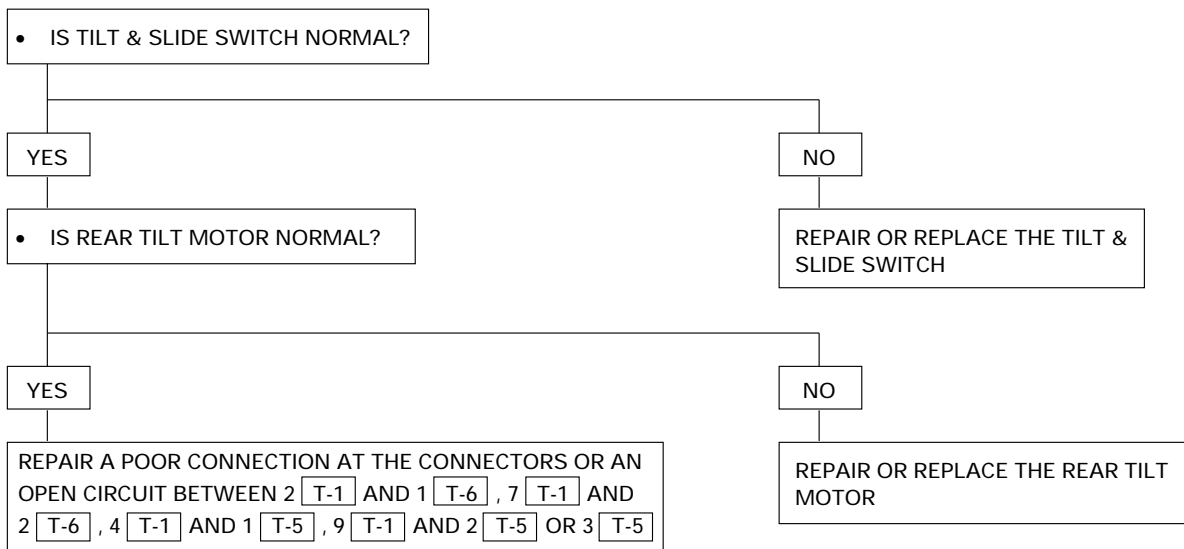 • IS TILT & SLIDE SWITCH NORMAL?
YES
NO
• IS REAR TILT MOTOR NORMAL?
REPAIR OR REPLACE THE TILT &
SLIDE SWITCH
YES
NO
REPAIR A POOR CONNECTION AT THE CONNECTORS OR AN
OPEN CIRCUIT BETWEEN 2 T-1 AND 1 T-6 , 7 T-1 AND
2 T-6 , 4 T-1 AND 1 T-5 , 9 T-1 AND 2 T-5 OR 3 T-5
REPAIR OR REPLACE THE REAR TILT
MOTOR